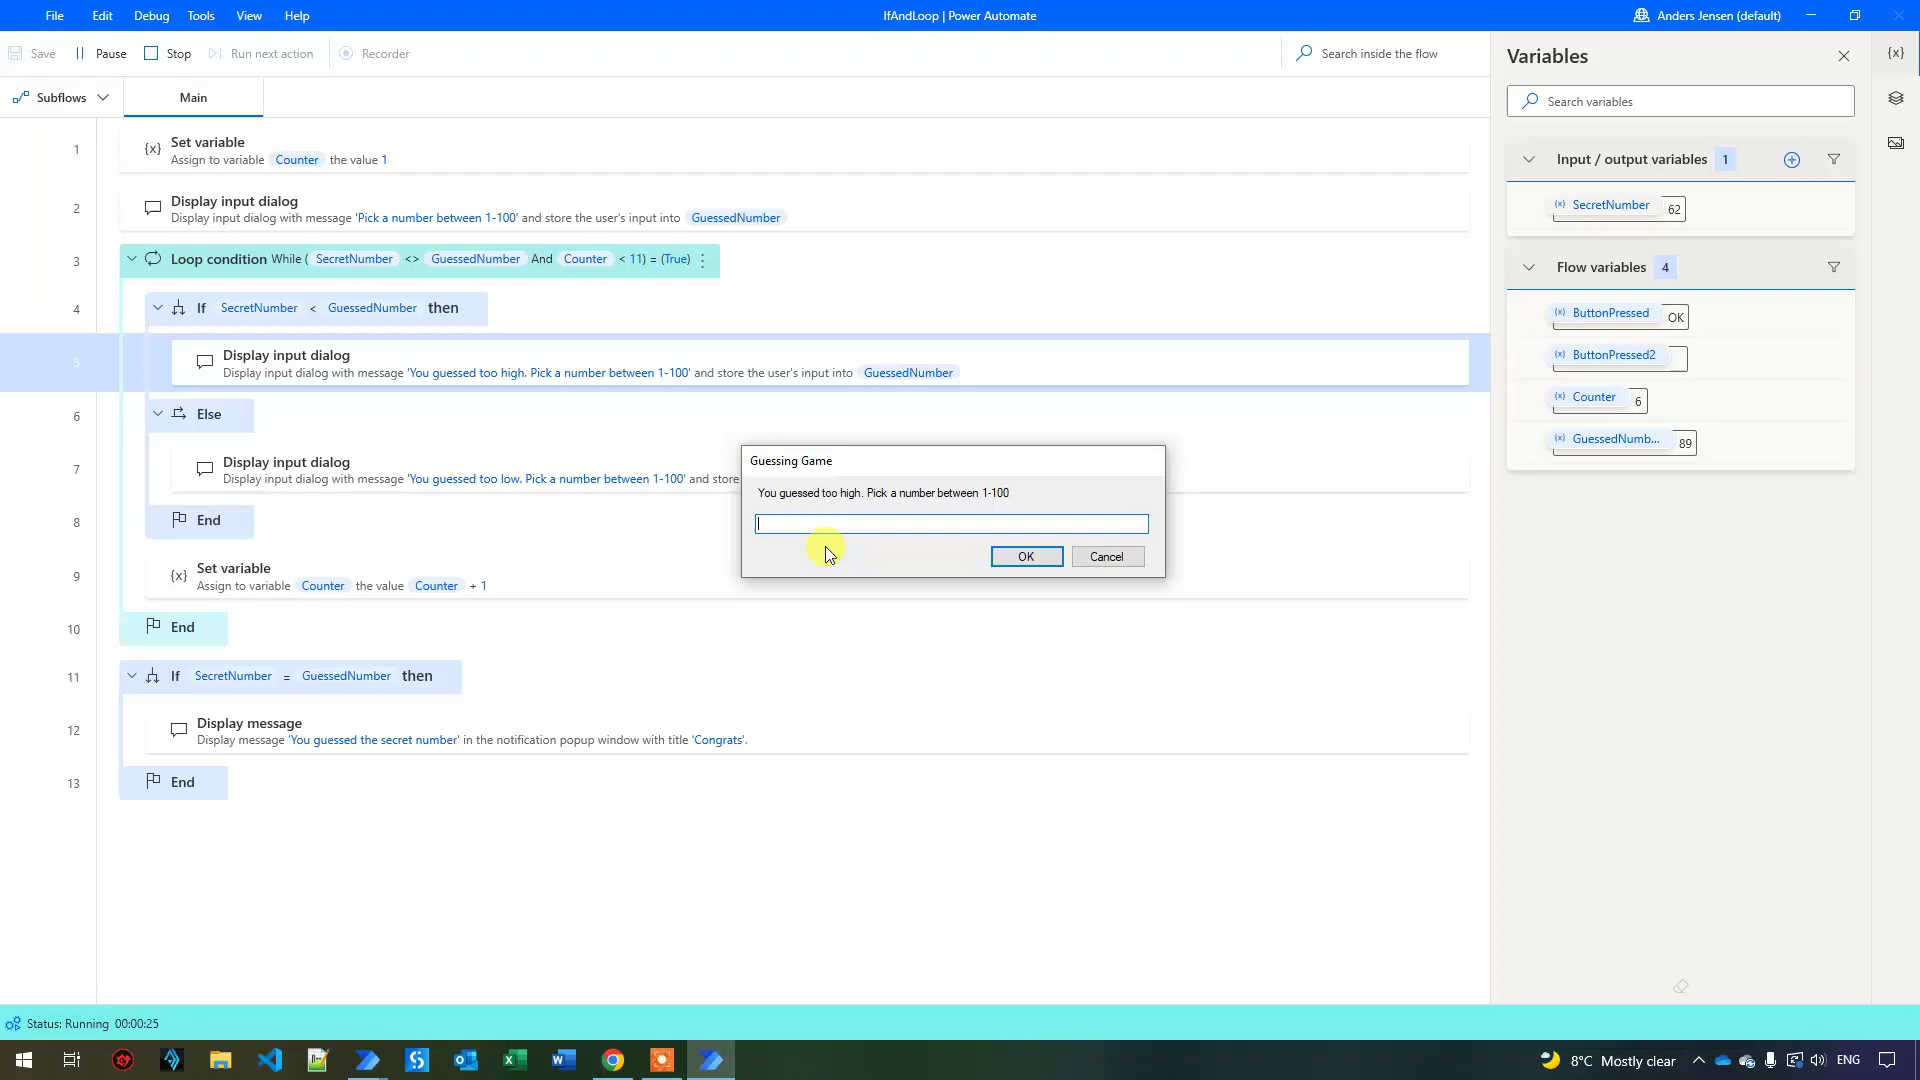 File Edit Debug Tools View Help IfAndLoop | Power Automate Anders Jensen (default)
Save Pause Stop Run next action Recorder Search inside the flow
Variables
{x}
Subflows Main
Search variables
1 {x} Set variable
Assign to variable Counter the value 1
Input / output variables 1
2 Display input dialog
Display input dialog with message 'Pick a number between 1-100' and store the user's input into GuessedNumber
(x) SecretNumber 62
3 Loop condition While ( SecretNumber <> GuessedNumber And Counter < 11) = (True)
Flow variables 4
4 If SecretNumber < GuessedNumber then
(x) ButtonPressed OK
5 Display input dialog
Display input dialog with message 'You guessed too high. Pick a number between 1-100' and store the user's input into GuessedNumber
(x) ButtonPressed2
(x) Counter 6
6 Else
(x) GuessedNumb... 89
7 Display input dialog
Display input dialog with message 'You guessed too low. Pick a number between 1-100' and store
Guessing Game
You guessed too high. Pick a number between 1-100
OK Cancel
8 End
9 {x} Set variable
Assign to variable Counter the value Counter + 1
10 End
11 If SecretNumber = GuessedNumber then
12 Display message
Display message 'You guessed the secret number' in the notification popup window with title 'Congrats'.
13 End
Status: Running 00:00:25
8°C Mostly clear ENG